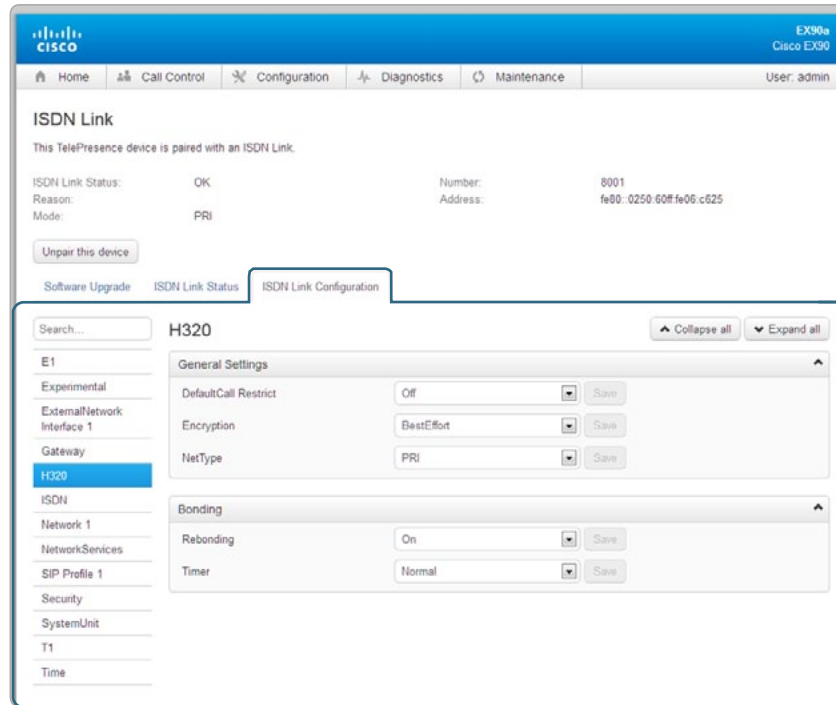 CISCO
EX90a
Cisco EX90
Home Call Control Configuration Diagnostics Maintenance User: admin
ISDN Link
This TelePresence device is paired with an ISDN Link.
ISDN Link Status: OK Number: 8001
Reason: Address: fe80::0250:60ff:fe06:c625
Mode: PRI
Unpair this device
Software Upgrade ISDN Link Status ISDN Link Configuration
Search...
E1
Experimental
ExternalNetwork
Interface 1
Gateway
H320
ISDN
Network 1
NetworkServices
SIP Profile 1
Security
SystemUnit
T1
Time
H320 Collapse all Expand all
General Settings
DefaultCall Restrict Off Save
Encryption BestEffort Save
NetType PRI Save
Bonding
Rebonding On Save
Timer Normal Save